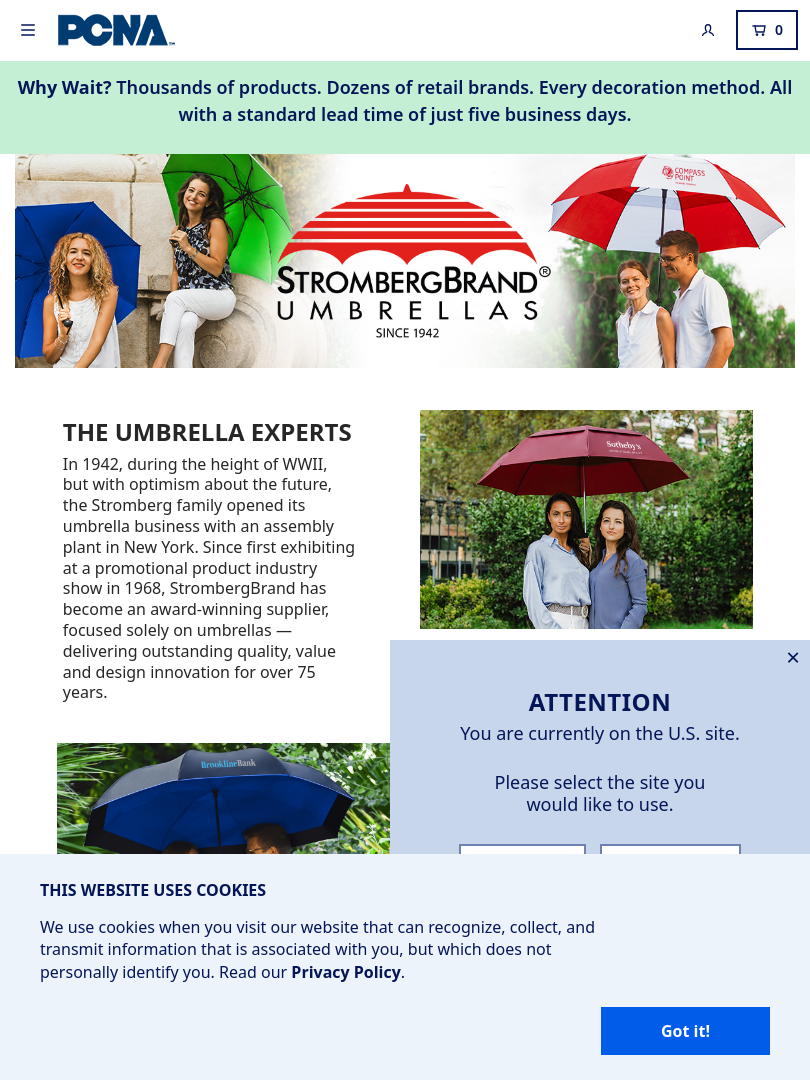 PCNA
0
Why Wait? Thousands of products. Dozens of retail brands. Every decoration method. All
with a standard lead time of just five business days.
COMPASS
POINT
STROMBERGBRAND®
UMBRELLAS
SINCE 1942
THE UMBRELLA EXPERTS
In 1942, during the height of WWII,
but with optimism about the future,
the Stromberg family opened its
umbrella business with an assembly
plant in New York. Since first exhibiting
at a promotional product industry
show in 1968, StrombergBrand has
become an award-winning supplier,
focused solely on umbrellas —
delivering outstanding quality, value
and design innovation for over 75
years.
Sotheby's
BrooklineBank
ATTENTION
You are currently on the U.S. site.
Please select the site you
would like to use.
THIS WEBSITE USES COOKIES
We use cookies when you visit our website that can recognize, collect, and
transmit information that is associated with you, but which does not
personally identify you. Read our Privacy Policy.
Got it!